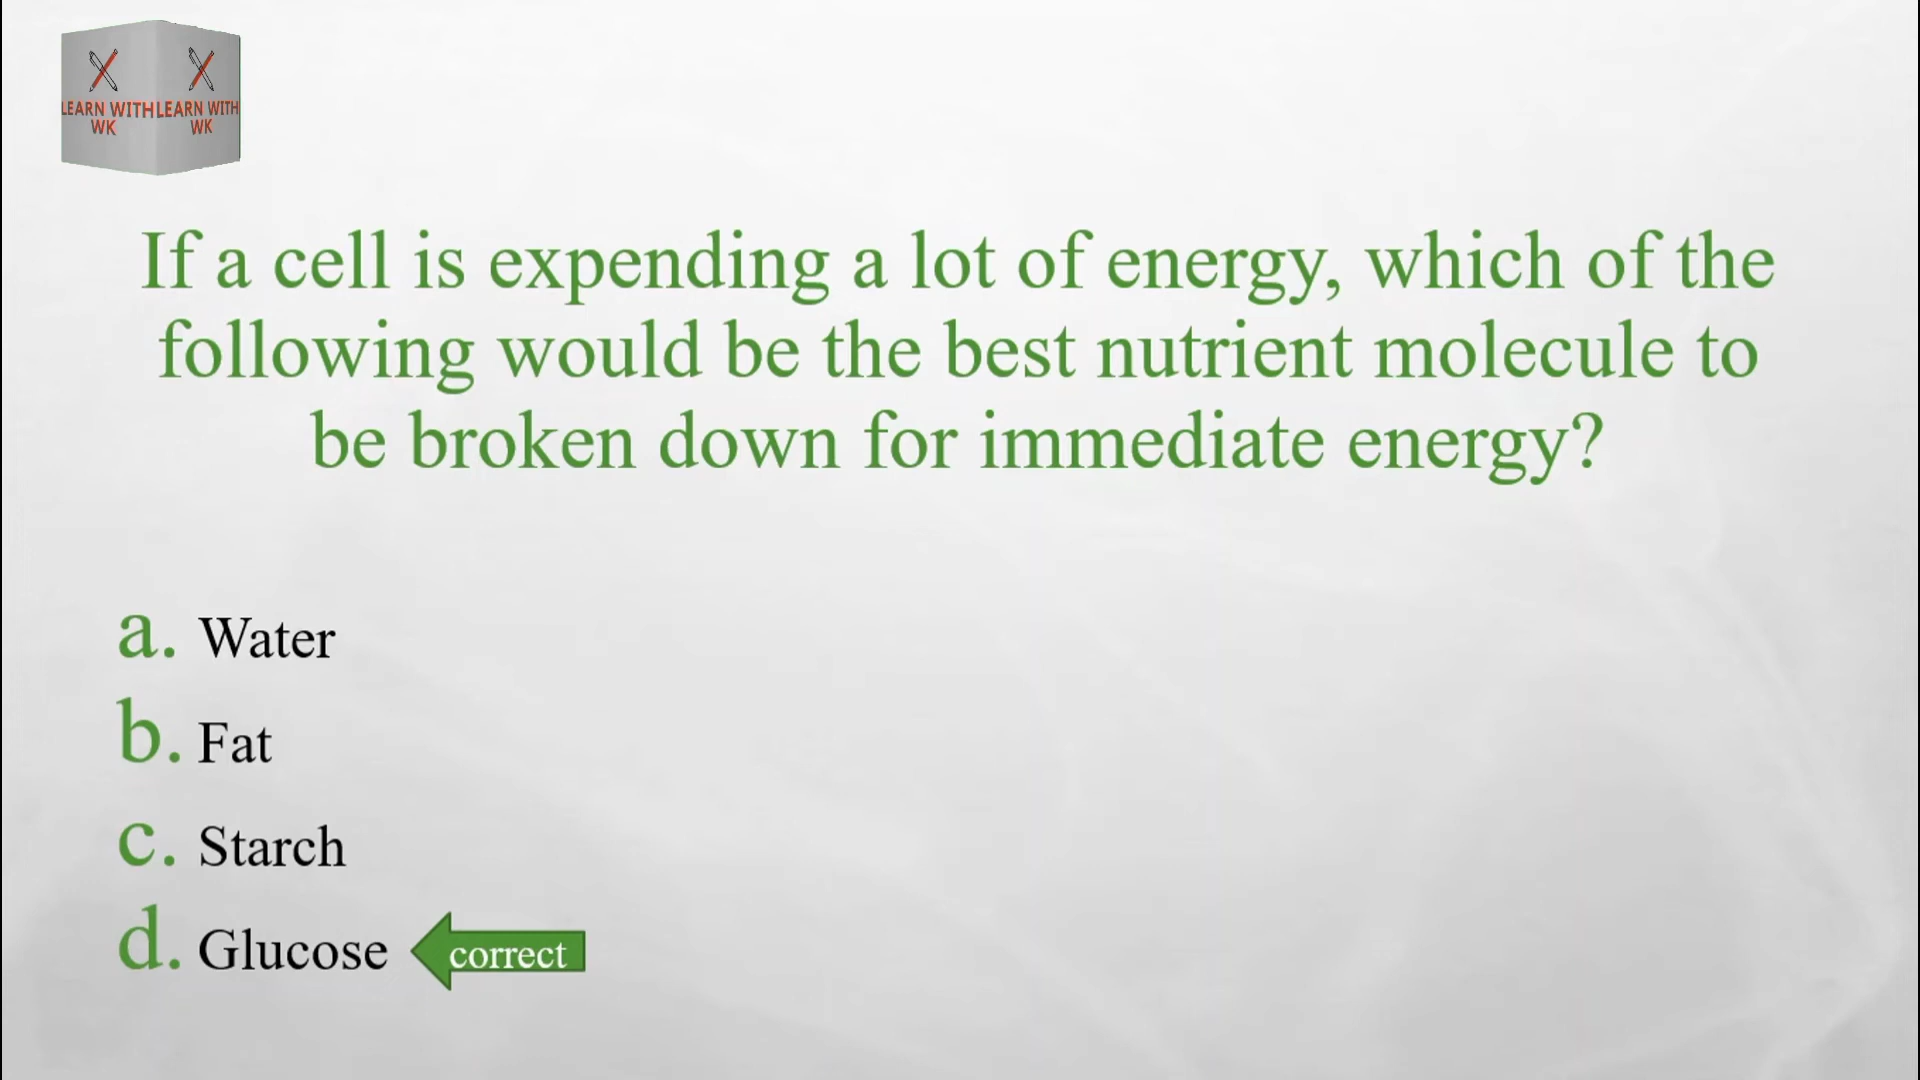 LEARN WITH
WK
LEARN WITH
WK
If a cell is expending a lot of energy, which of the
following would be the best nutrient molecule to
be broken down for immediate energy?
a. Water
b. Fat
c. Starch
d. Glucose correct